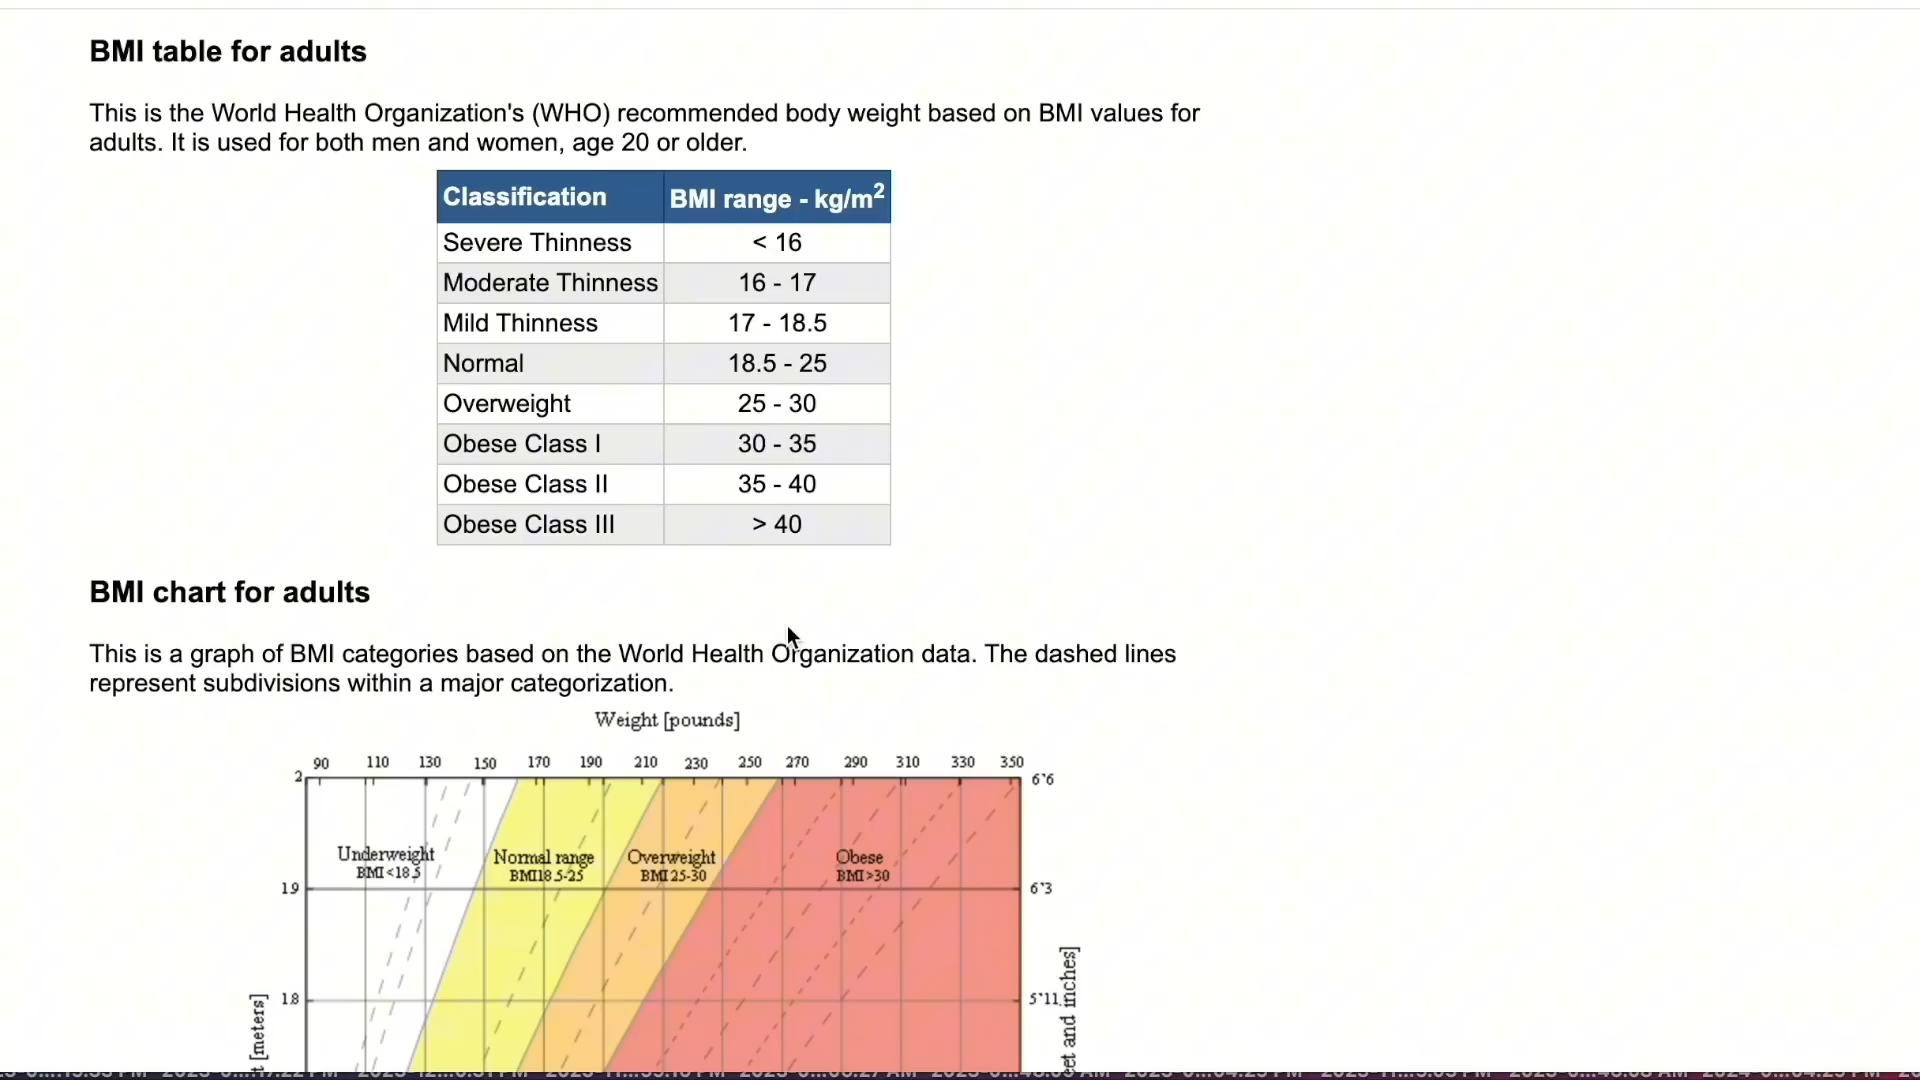 BMI table for adults
This is the World Health Organization's (WHO) recommended body weight based on BMI values for
adults. It is used for both men and women, age 20 or older.
Classification BMI range - kg/m²
Severe Thinness < 16
Moderate Thinness 16 - 17
Mild Thinness 17 - 18.5
Normal 18.5 - 25
Overweight 25 - 30
Obese Class I 30 - 35
Obese Class II 35 - 40
Obese Class III > 40
BMI chart for adults
This is a graph of BMI categories based on the World Health Organization data. The dashed lines
represent subdivisions within a major categorization.
Weight [pounds]
90 110 130 150 170 190 210 230 250 270 290 310 330 350
2 6'6
Underweight Normal range Overweight Obese
BMI<18.5 BMI18.5-25 BMI 25-30 BMI>30
1.9 6'3
1.8 5'11
[meters]
and inches]